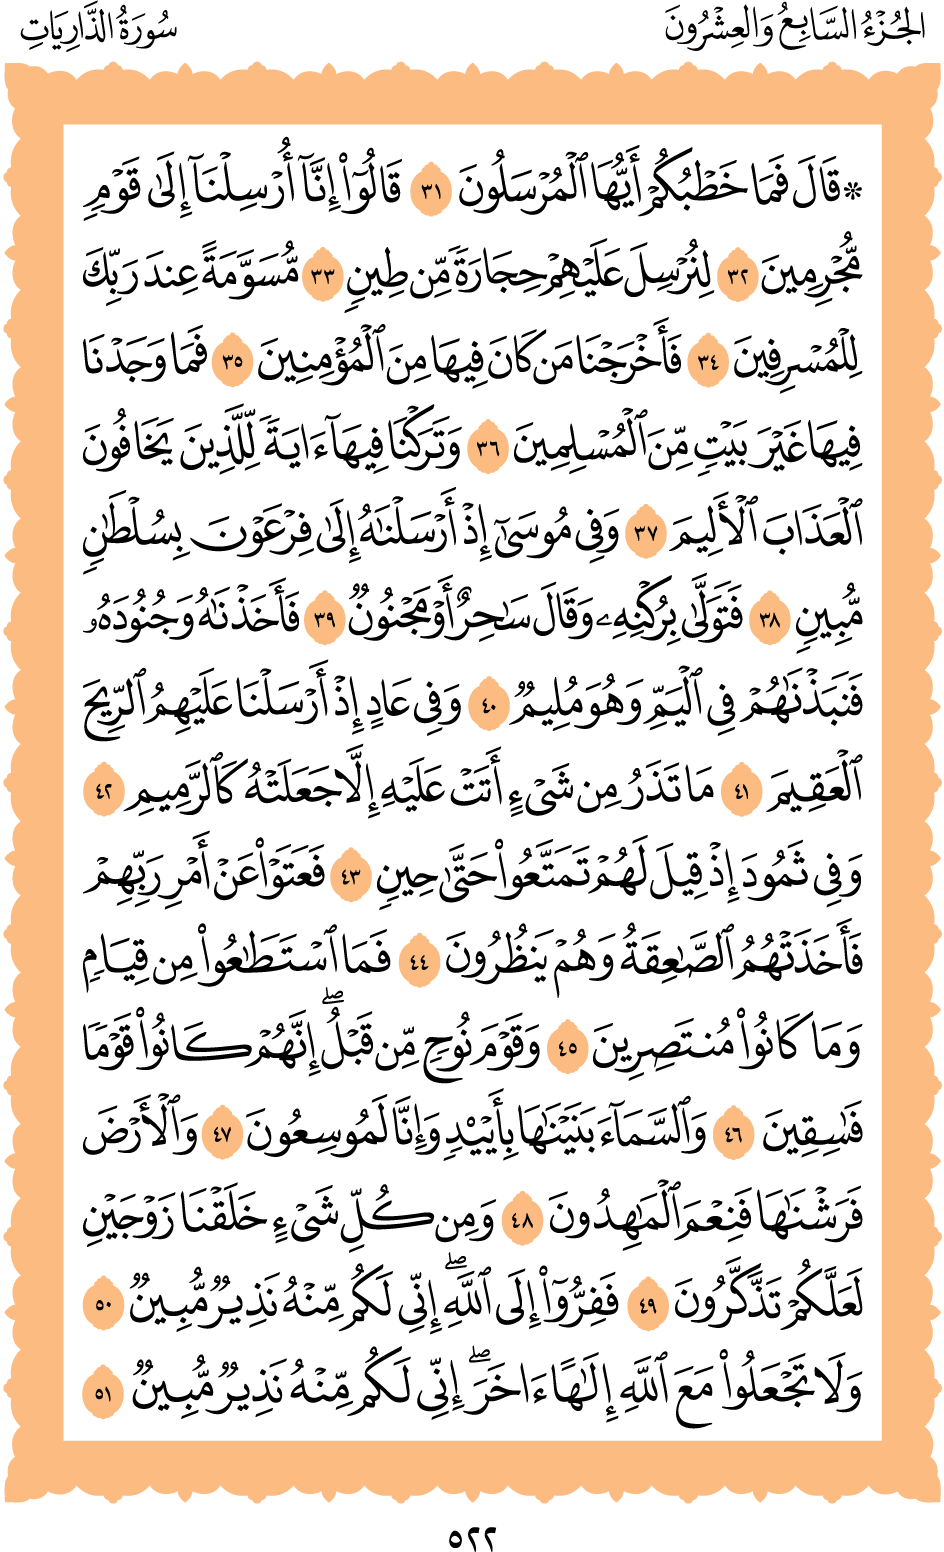 الجُزْءُ السَّابِعُ وَالعِشْرُونَ
سُورَةُ الذَّارِيَاتِ
۞قَالَ فَمَا خَطۡبُكُمۡ أَيُّهَا ٱلۡمُرۡسَلُونَ ٣١ قَالُوٓاْ إِنَّآ أُرۡسِلۡنَآ إِلَىٰ قَوۡمٖ
مُّجۡرِمِينَ ٣٢ لِنُرۡسِلَ عَلَيۡهِمۡ حِجَارَةٗ مِّن طِينٖ ٣٣ مُّسَوَّمَةً عِندَ رَبِّكَ
لِلۡمُسۡرِفِينَ ٣٤ فَأَخۡرَجۡنَا مَن كَانَ فِيهَا مِنَ ٱلۡمُؤۡمِنِينَ ٣٥ فَمَا وَجَدۡنَا
فِيهَا غَيۡرَ بَيۡتٖ مِّنَ ٱلۡمُسۡلِمِينَ ٣٦ وَتَرَكۡنَا فِيهَآ ءَايَةٗ لِّلَّذِينَ يَخَافُونَ
ٱلۡعَذَابَ ٱلۡأَلِيمَ ٣٧ وَفِي مُوسَىٰٓ إِذۡ أَرۡسَلۡنَٰهُ إِلَىٰ فِرۡعَوۡنَ بِسُلۡطَٰنٖ
مُّبِينٖ ٣٨ فَتَوَلَّىٰ بِرُكۡنِهِۦ وَقَالَ سَٰحِرٌ أَوۡ مَجۡنُونٞ ٣٩ فَأَخَذۡنَٰهُ وَجُنُودَهُۥ
فَنَبَذۡنَٰهُمۡ فِي ٱلۡيَمِّ وَهُوَ مُلِيمٞ ٤٠ وَفِي عَادٍ إِذۡ أَرۡسَلۡنَا عَلَيۡهِمُ ٱلرِّيحَ
ٱلۡعَقِيمَ ٤١ مَا تَذَرُ مِن شَيۡءٍ أَتَتۡ عَلَيۡهِ إِلَّا جَعَلَتۡهُ كَٱلرَّمِيمِ ٤٢
وَفِي ثَمُودَ إِذۡ قِيلَ لَهُمۡ تَمَتَّعُواْ حَتَّىٰ حِينٖ ٤٣ فَعَتَوۡاْ عَنۡ أَمۡرِ رَبِّهِمۡ
فَأَخَذَتۡهُمُ ٱلصَّٰعِقَةُ وَهُمۡ يَنظُرُونَ ٤٤ فَمَا ٱسۡتَطَٰعُواْ مِن قِيَامٖ
وَمَا كَانُواْ مُنتَصِرِينَ ٤٥ وَقَوۡمَ نُوحٖ مِّن قَبۡلُۖ إِنَّهُمۡ كَانُواْ قَوۡمٗا
فَٰسِقِينَ ٤٦ وَٱلسَّمَآءَ بَنَيۡنَٰهَا بِأَيۡيْدٖ وَإِنَّا لَمُوسِعُونَ ٤٧ وَٱلۡأَرۡضَ
فَرَشۡنَٰهَا فَنِعۡمَ ٱلۡمَٰهِدُونَ ٤٨ وَمِن كُلِّ شَيۡءٍ خَلَقۡنَا زَوۡجَيۡنِ
لَعَلَّكُمۡ تَذَكَّرُونَ ٤٩ فَفِرُّوٓاْ إِلَى ٱللَّهِۖ إِنِّي لَكُم مِّنۡهُ نَذِيرٞ مُّبِينٞ ٥٠
وَلَا تَجۡعَلُواْ مَعَ ٱللَّهِ إِلَٰهًا ءَاخَرَۖ إِنِّي لَكُم مِّنۡهُ نَذِيرٞ مُّبِينٞ ٥١
٥٢٢